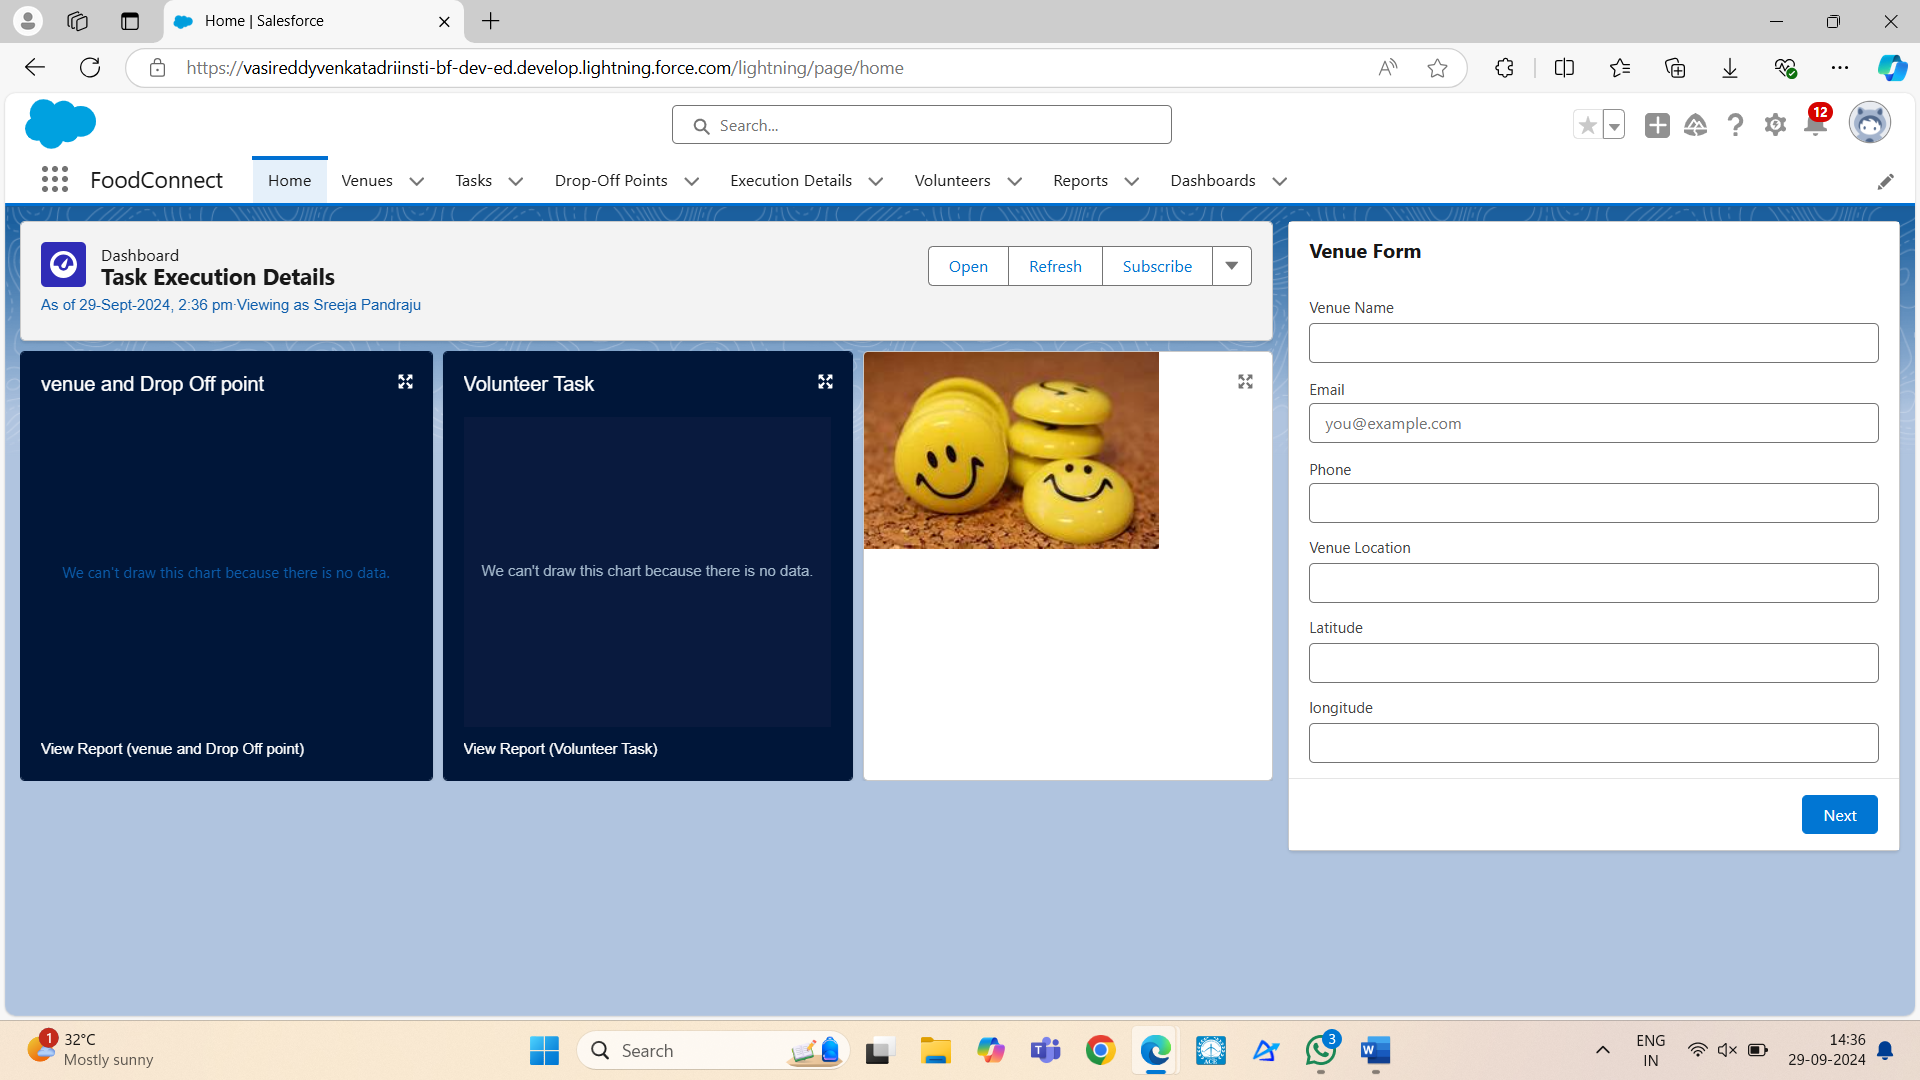 Home | Salesforce
https://vasireddyvenkatadriinsti-bf-dev-ed.develop.lightning.force.com/lightning/page/home
Search...
12
FoodConnect
Home
Venues
Tasks
Drop-Off Points
Execution Details
Volunteers
Reports
Dashboards
Dashboard
Task Execution Details
As of 29-Sept-2024, 2:36 pm·Viewing as Sreeja Pandraju
Open
Refresh
Subscribe
venue and Drop Off point
We can't draw this chart because there is no data.
View Report (venue and Drop Off point)
Volunteer Task
We can't draw this chart because there is no data.
View Report (Volunteer Task)
Venue Form
Venue Name
Email
you@example.com
Phone
Venue Location
Latitude
longitude
Next
1
32°C
Mostly sunny
Search
ACE
3
ENG
IN
14:36
29-09-2024